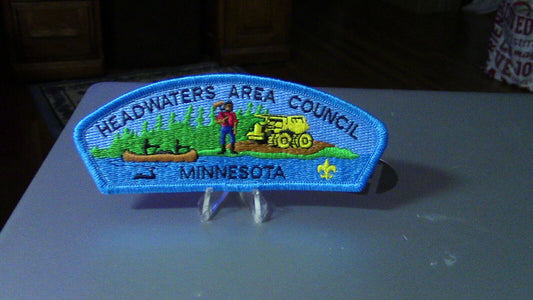 HEADWATERS AREA COUNCIL
MINNESOTA